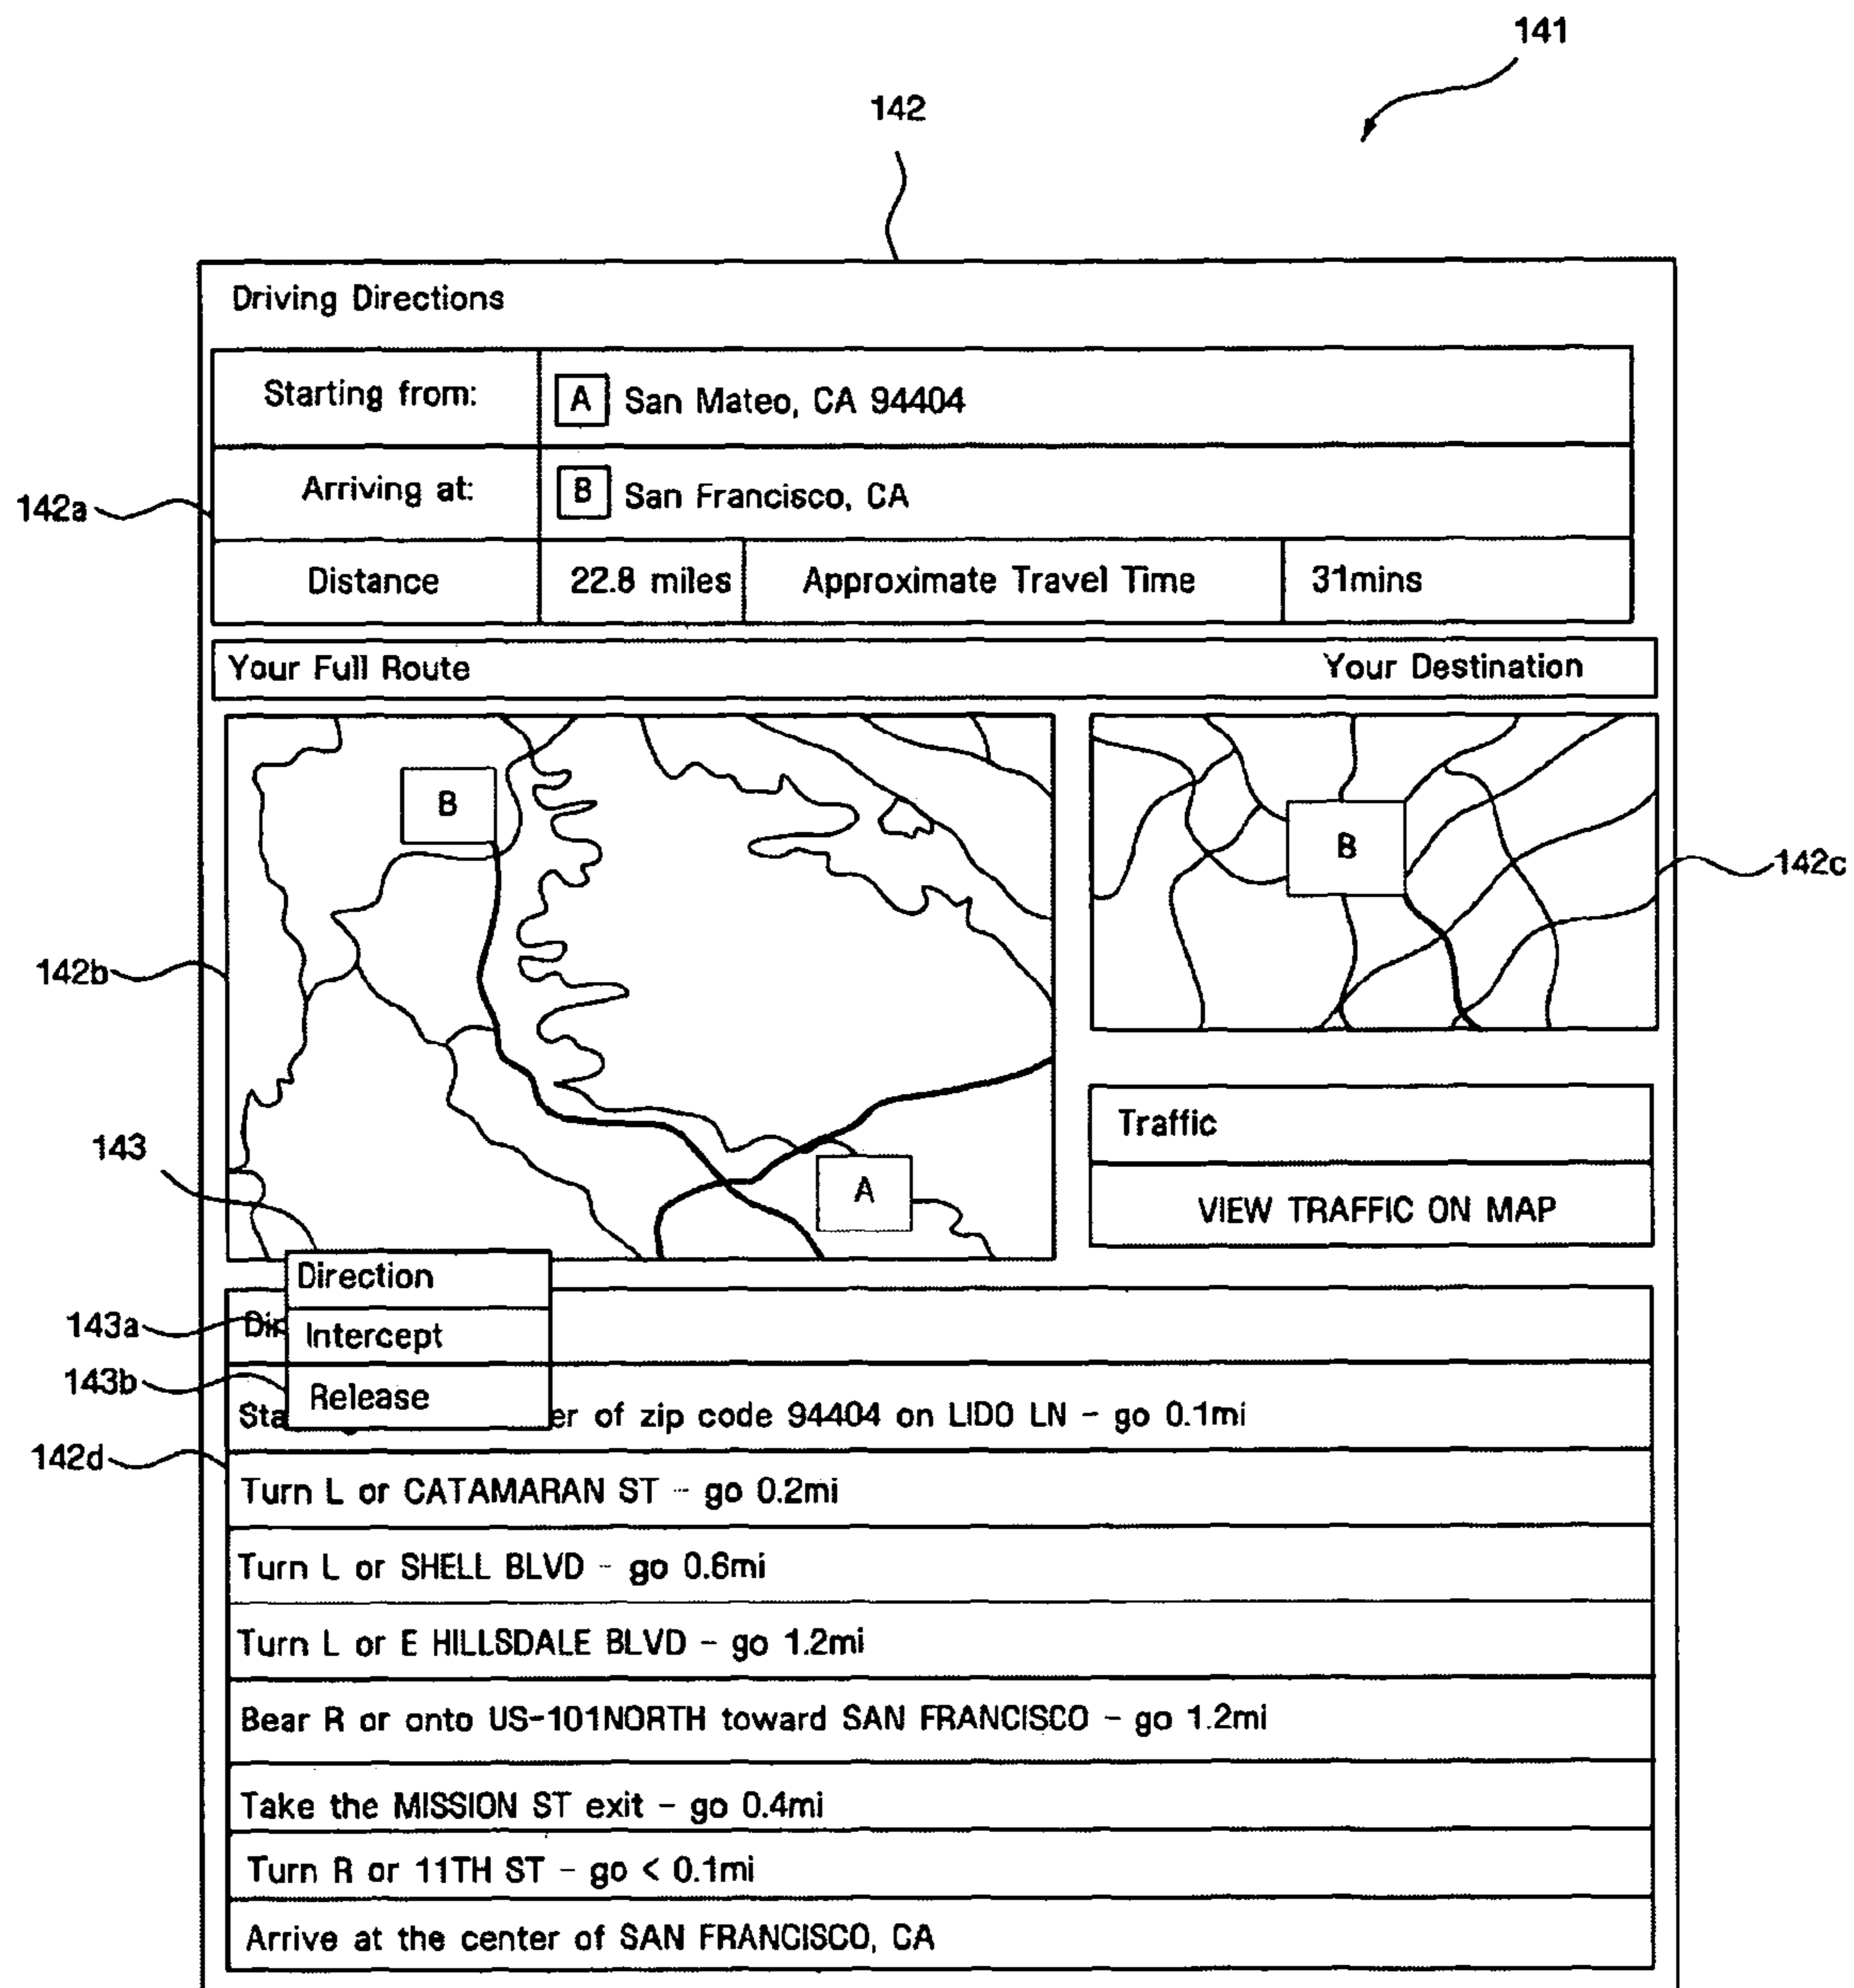 141
142
Driving Directions
Starting from: A San Mateo, CA 94404
142a
Arriving at: B San Francisco, CA
Distance 22.8 miles Approximate Travel Time 31mins
Your Full Route Your Destination
B
B
142c
142b
143
A
Traffic
VIEW TRAFFIC ON MAP
Direction
143a
Intercept
143b
Release
er of zip code 94404 on LIDO LN - go 0.1mi
142d
Turn L or CATAMARAN ST - go 0.2mi
Turn L or SHELL BLVD - go 0.6mi
Turn L or E HILLSDALE BLVD - go 1.2mi
Bear R or onto US-101NORTH toward SAN FRANCISCO - go 1.2mi
Take the MISSION ST exit - go 0.4mi
Turn R or 11TH ST - go < 0.1mi
Arrive at the center of SAN FRANCISCO, CA